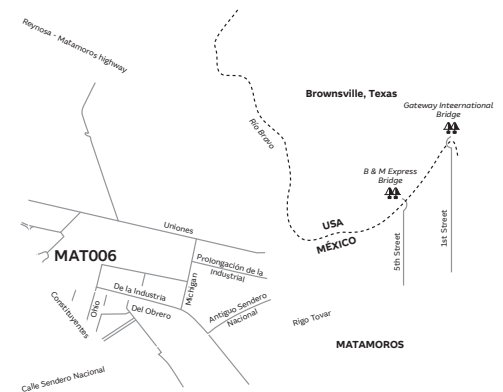 Reynosa - Matamoros highway
Río Bravo
Brownsville, Texas
Gateway International
Bridge
B & M Express
Bridge
USA
MÉXICO
5th Street
1st Street
Uniones
MAT006
Prolongación de la
Industrial
Michigan
De la Industria
Ohio
Del Obrero
Constituyentes
Antiguo Sendero
Nacional
Rigo Tovar
MATAMOROS
Calle Sendero Nacional